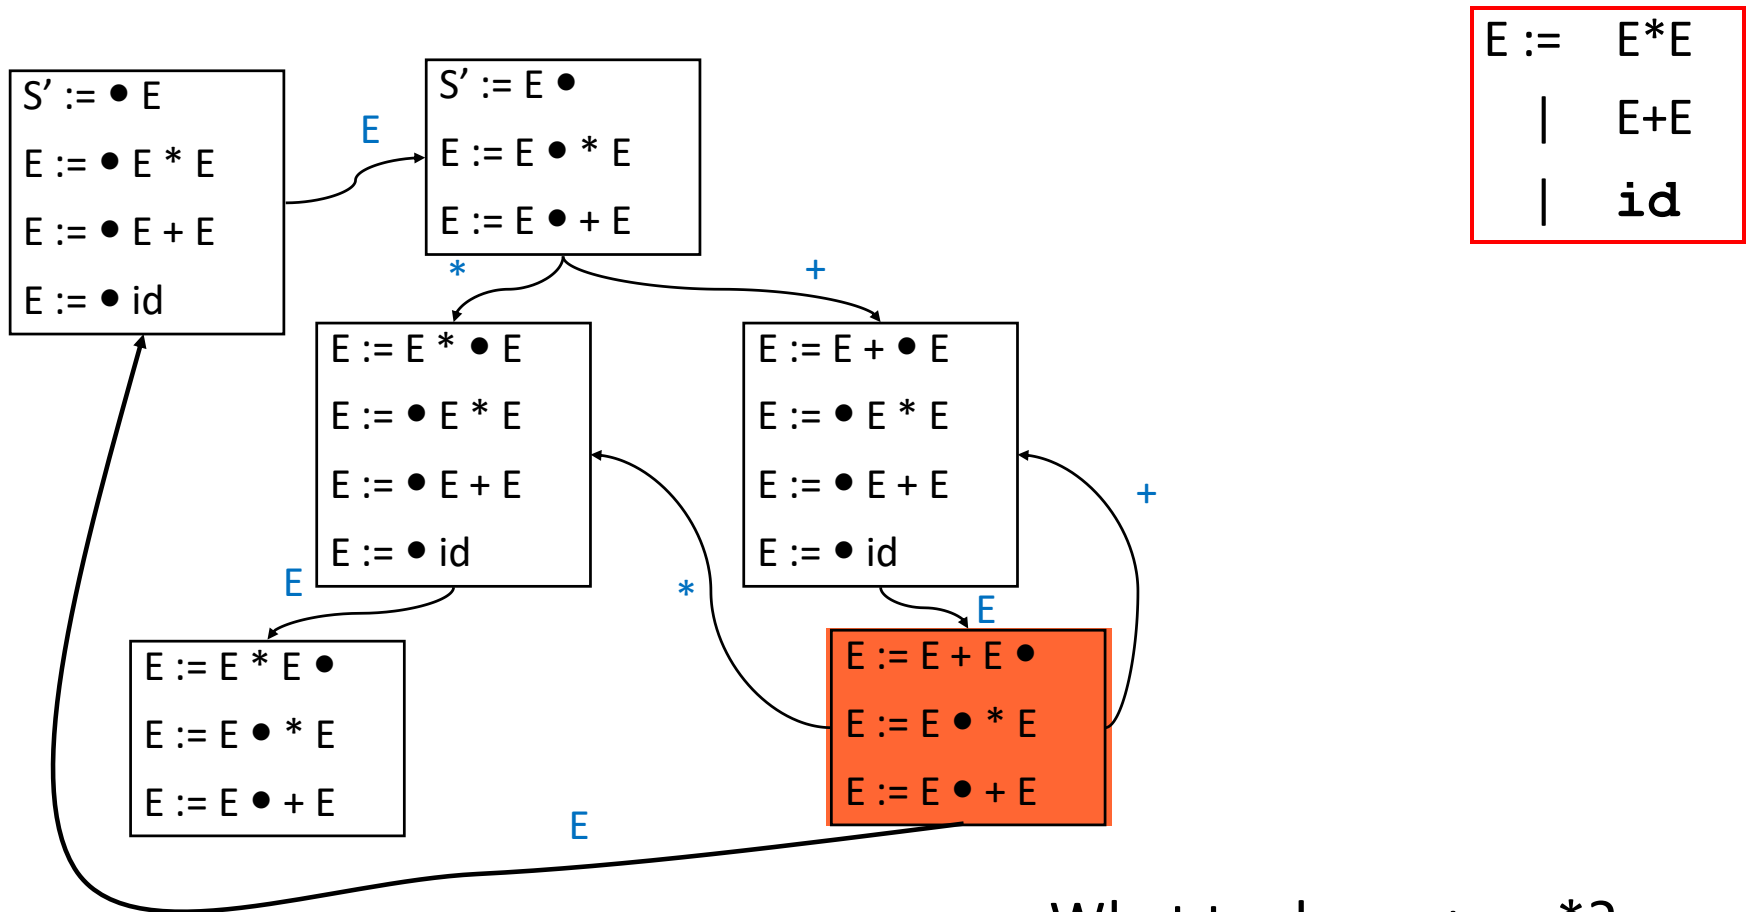 S’ := ● E
E := ● E * E
E := ● E + E
E := ● id
E
S’ := E ●
E := E ● * E
E := E ● + E
E := E*E
| E+E
| id
*
+
E := E * ● E
E := ● E * E
E := ● E + E
E := ● id
E := E + ● E
E := ● E * E
E := ● E + E
E := ● id
+
*
E
E
E := E * E ●
E := E ● * E
E := E ● + E
E := E + E ●
E := E ● * E
E := E ● + E
E